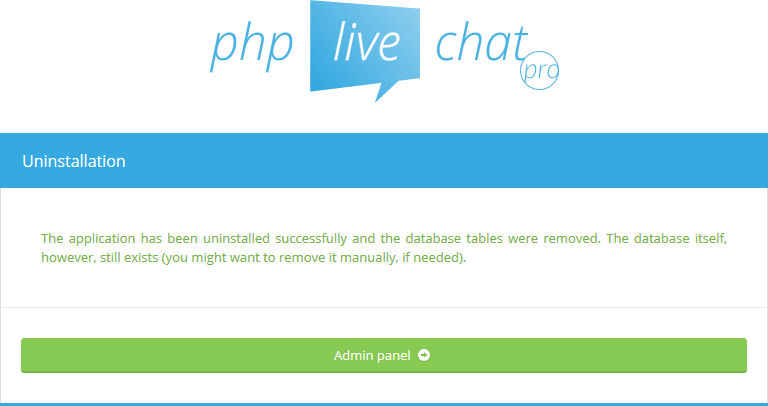 php live chat
pro
Uninstallation
The application has been uninstalled successfully and the database tables were removed. The database itself,
however, still exists (you might want to remove it manually, if needed).
Admin panel